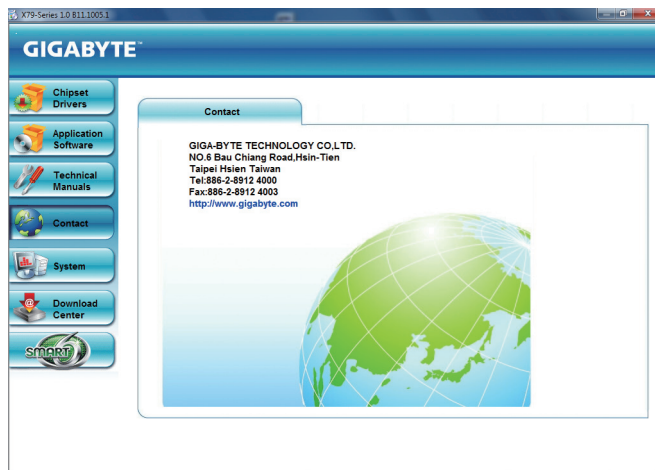 X79-Series 1.0 B11.1005.1
GIGABYTE™
Chipset
Drivers
Application
Software
Technical
Manuals
Contact
System
Download
Center
SMART 6
Contact
GIGA-BYTE TECHNOLOGY CO,LTD.
NO.6 Bau Chiang Road,Hsin-Tien
Taipei Hsien Taiwan
Tel:886-2-8912 4000
Fax:886-2-8912 4003
http://www.gigabyte.com